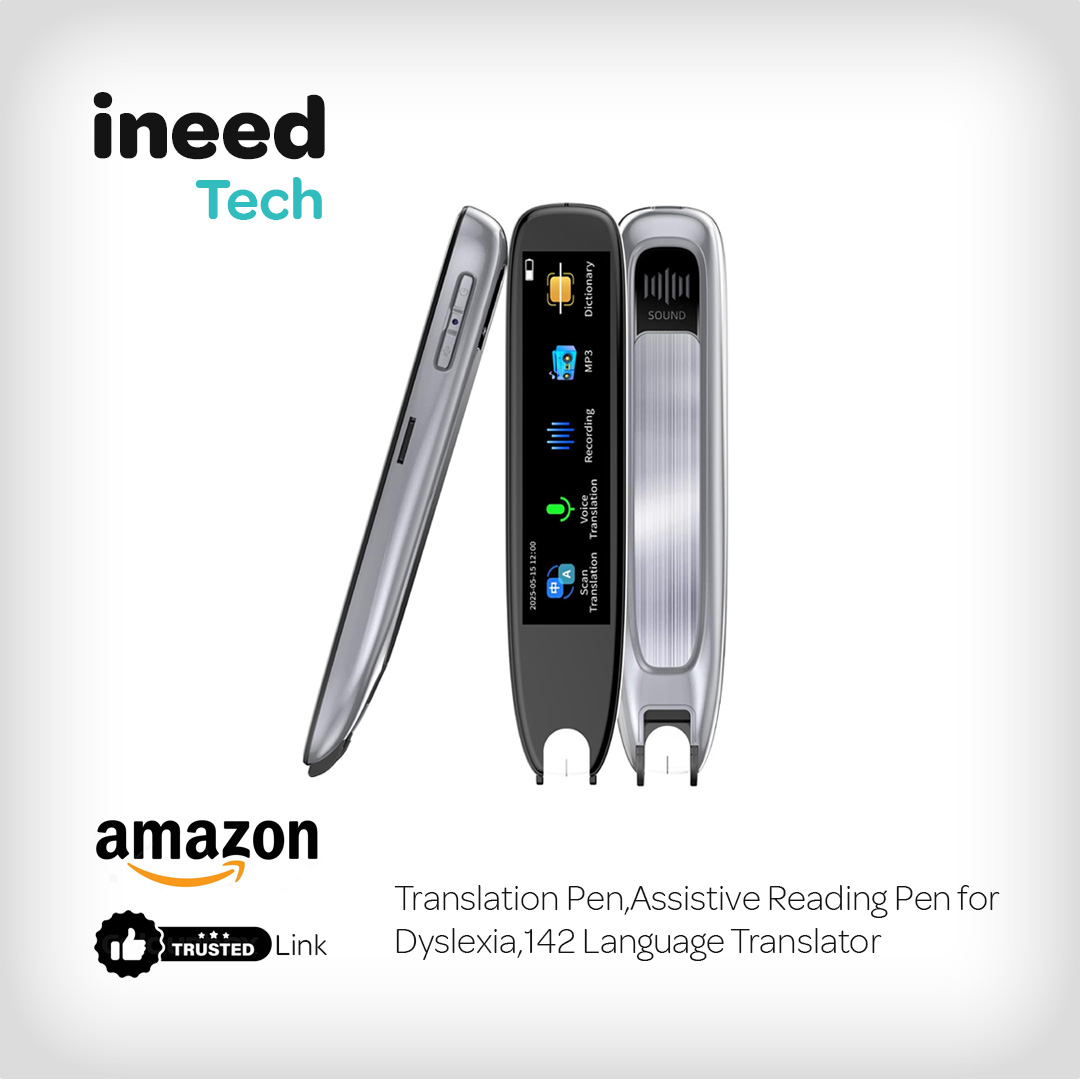 ineed
Tech
Dictionary
MP3
Recording
Voice
Translation
Scan
Translation
2025-05-15 12:00
中
A
SOUND
amazon
TRUSTED Link
Translation Pen,Assistive Reading Pen for
Dyslexia,142 Language Translator